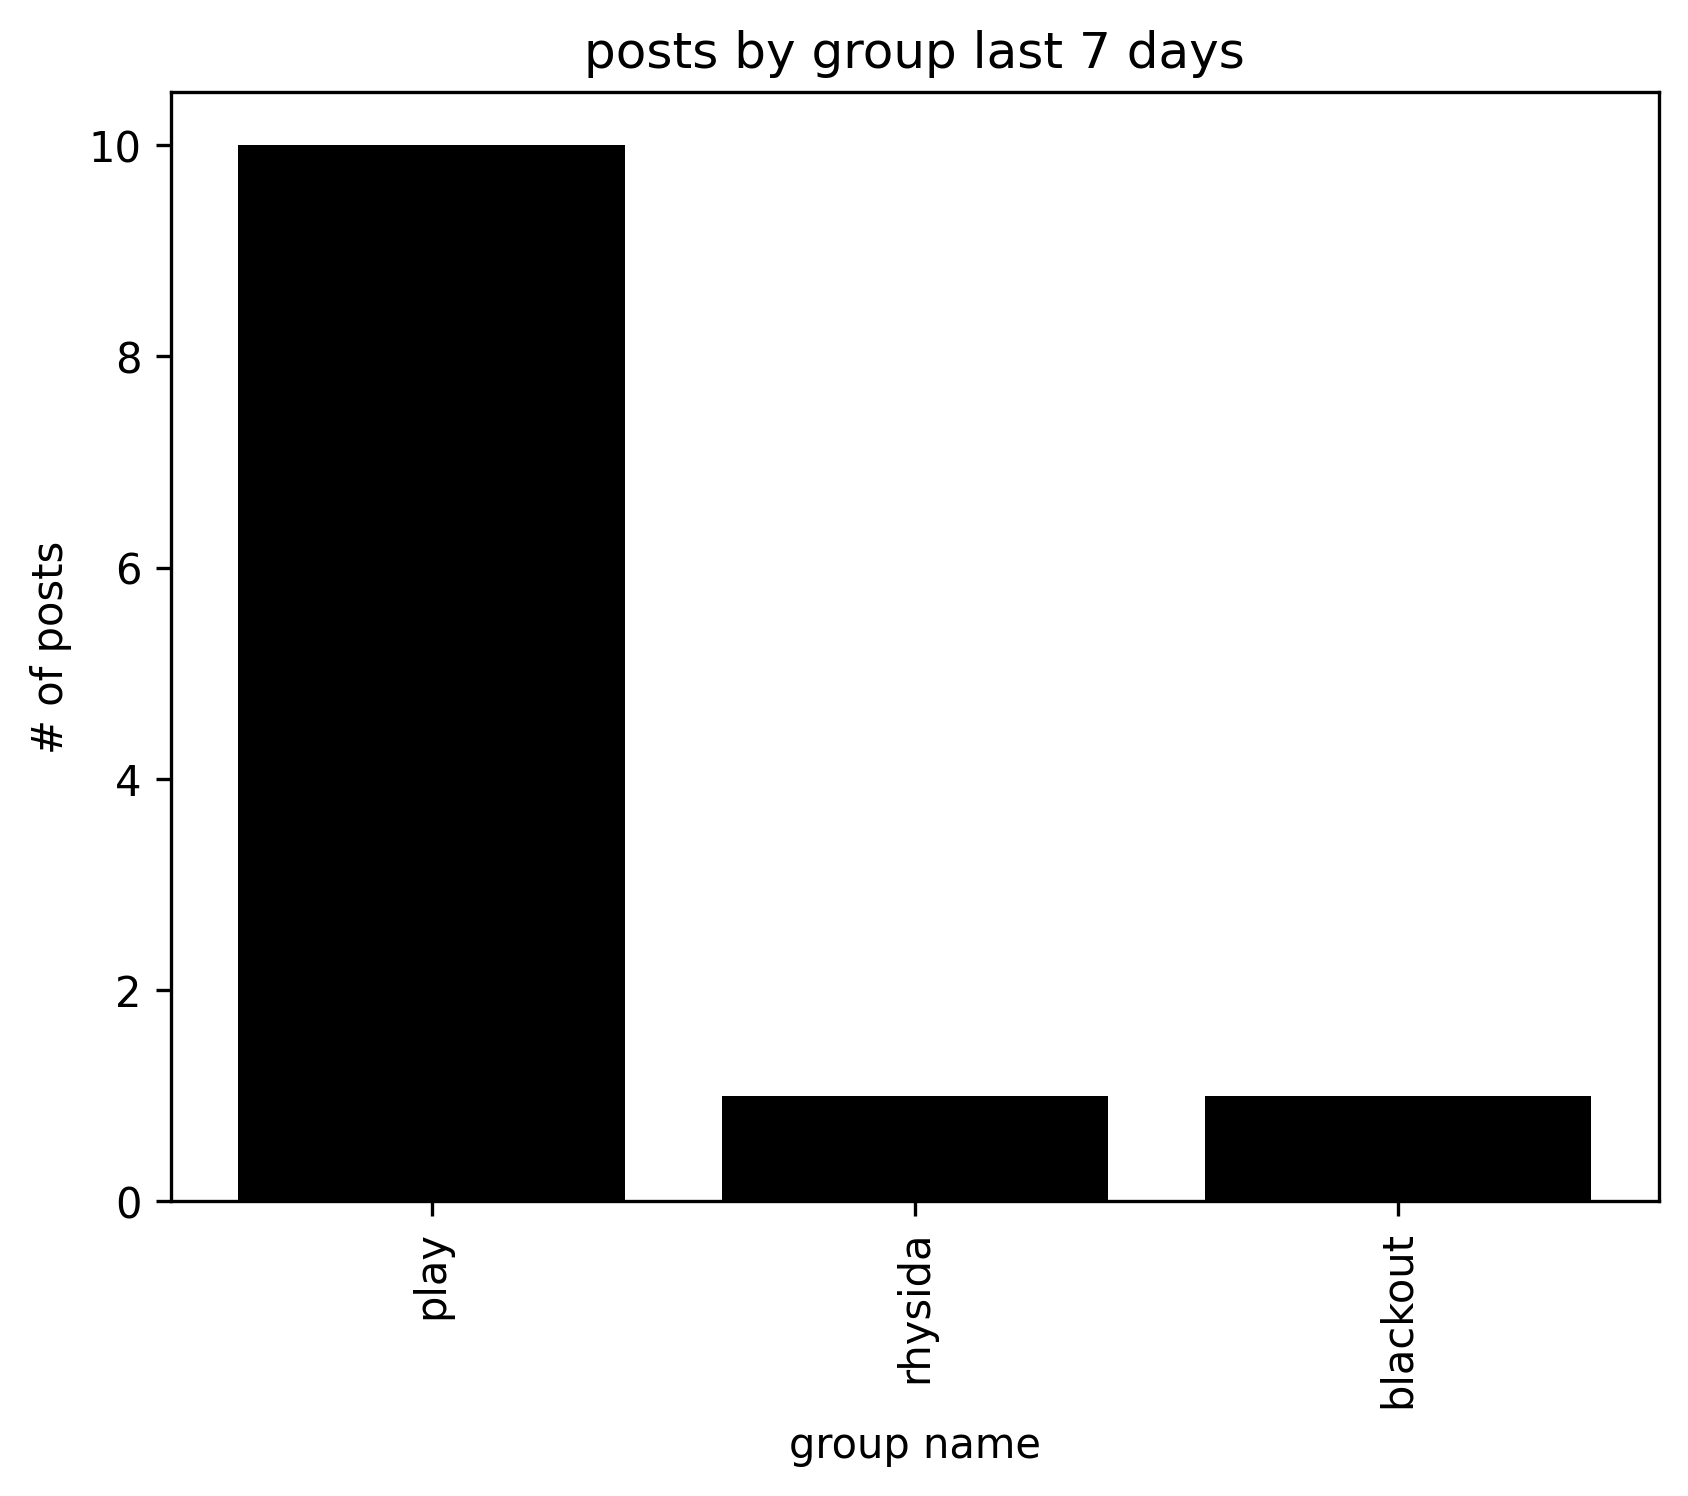 posts by group last 7 days
10
8
6
4
2
0
# of posts
play
rhysida
blackout
group name